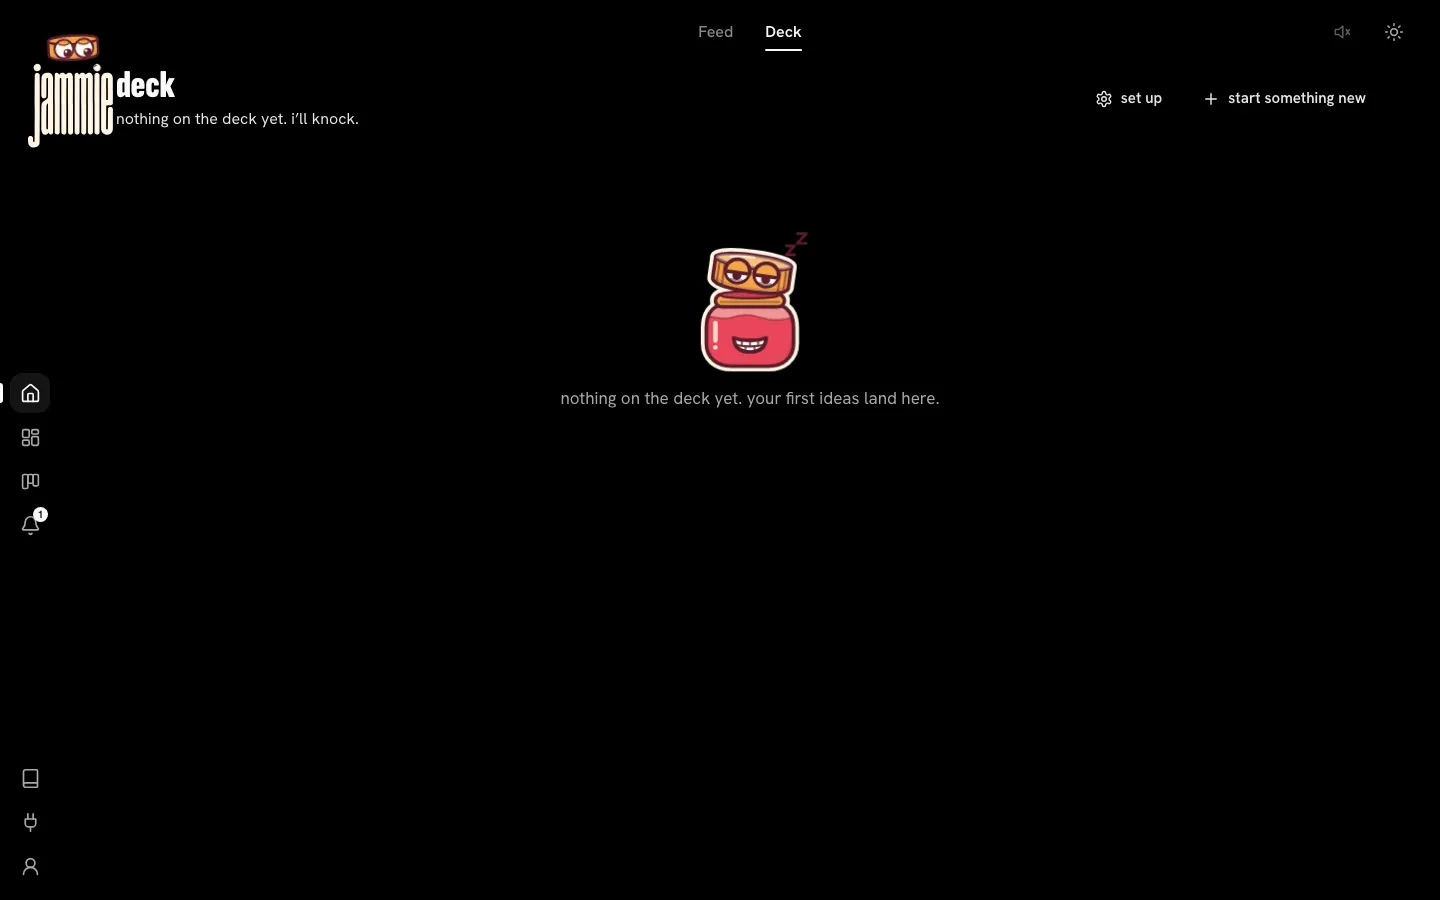 Feed
Deck
jammie
deck
nothing on the deck yet. i’ll knock.
set up
start something new
zz
nothing on the deck yet. your first ideas land here.
1